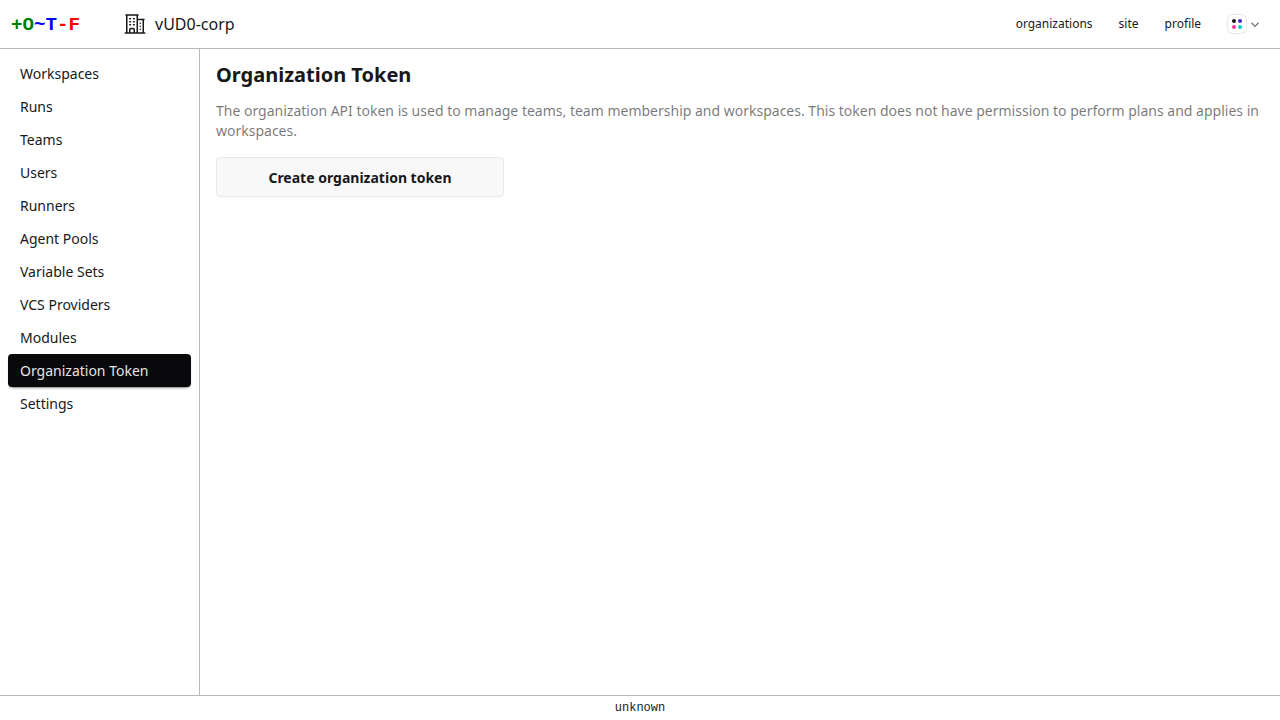 +O~T-F
vUD0-corp
organizations
site
profile
Workspaces
Runs
Teams
Users
Runners
Agent Pools
Variable Sets
VCS Providers
Modules
Organization Token
Settings
Organization Token
The organization API token is used to manage teams, team membership and workspaces. This token does not have permission to perform plans and applies in
workspaces.
Create organization token
unknown